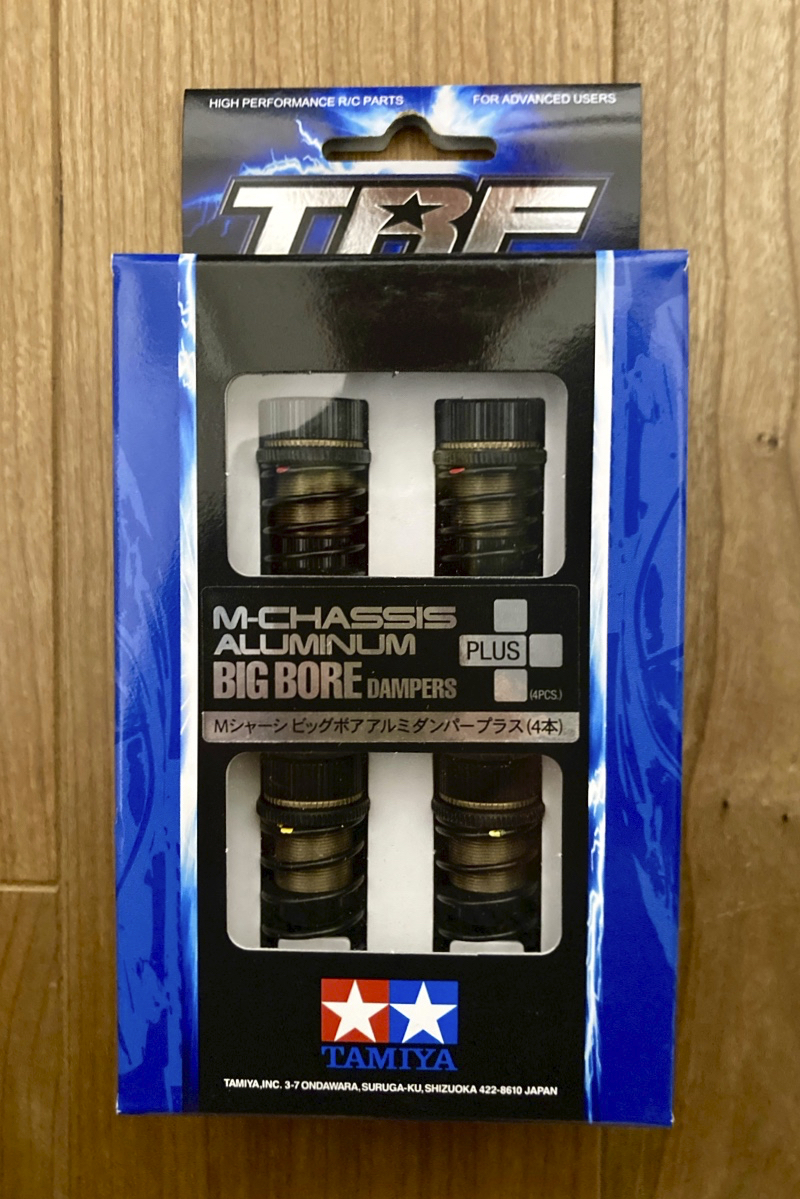 HIGH PERFORMANCE R/C PARTS FOR ADVANCED USERS
TRF
M-CHASSIS
ALUMINUM
PLUS
BIG BORE DAMPERS
(4PCS.)
Mシャーシ ビッグボアアルミダンパープラス(4本)
TAMIYA
TAMIYA,INC. 3-7 ONDAWARA, SURUGA-KU, SHIZUOKA 422-8610 JAPAN